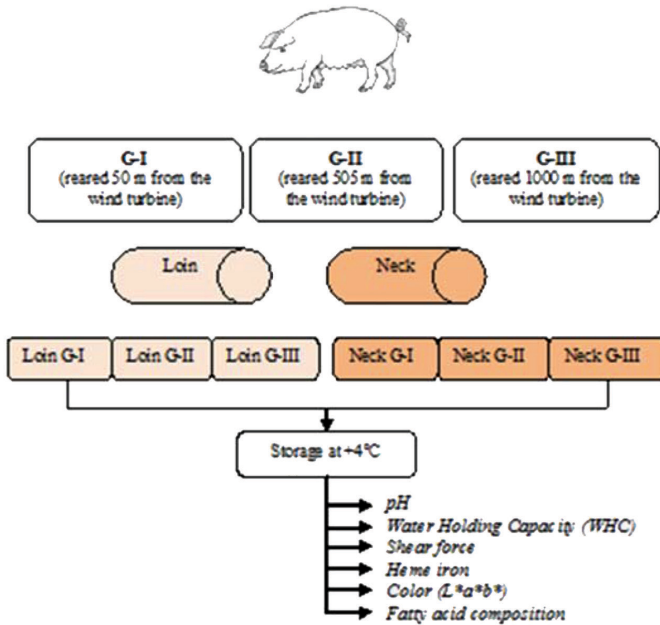 G-I
(reared 50 m from the
wind turbine)
G-II
(reared 505 m from
the wind turbine)
G-III
(reared 1000 m from the
wind turbine)
Loin
Neck
Loin G-I
Loin G-II
Loin G-III
Neck G-I
Neck G-II
Neck G-III
Storage at +4°C
pH
Water Holding Capacity (WHC)
Shear force
Heme iron
Color (L*a*b*)
Fatty acid composition